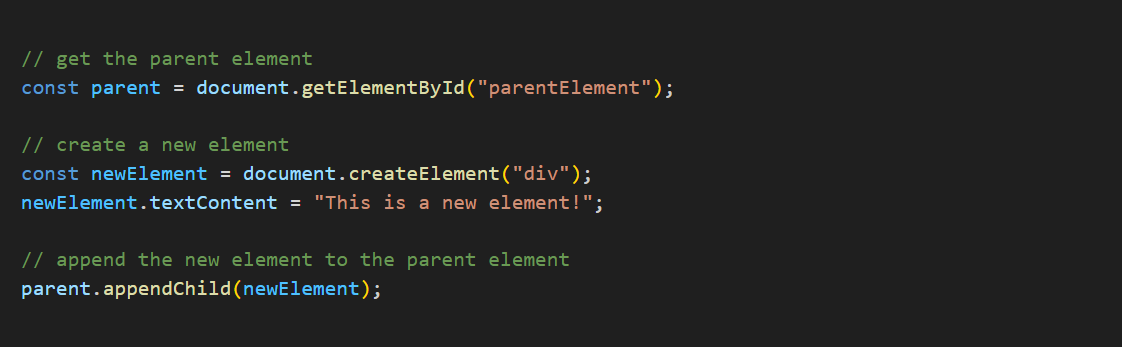 // get the parent element
const parent = document.getElementById("parentElement");
// create a new element
const newElement = document.createElement("div");
newElement.textContent = "This is a new element!";
// append the new element to the parent element
parent.appendChild(newElement);